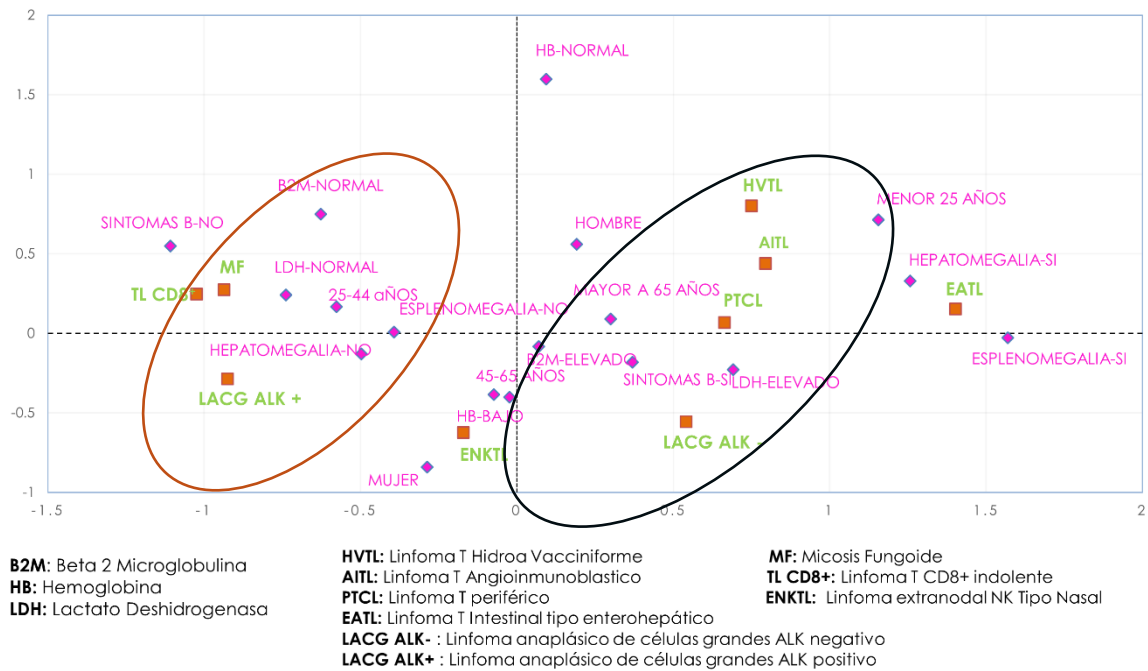 2
HB-NORMAL
1.5
1
B2M-NORMAL
HVTL
MENOR 25 AÑOS
SINTOMAS B-NO
HOMBRE
0.5
AITL
MF
LDH-NORMAL
HEPATOMEGALIA-SI
TL CD8+
25-44 aÑOS
MAYOR A 65 AÑOS
EATL
ESPLENOMEGALIA-NO
PTCL
0
HEPATOMEGALIA-NO
B2M-ELEVADO
ESPLENOMEGALIA-SI
45-65 AÑOS
SINTOMAS B-SI
LDH-ELEVADO
LACG ALK +
-0.5
HB-BAJO
LACG ALK -
ENKTL
MUJER
-1
-1.5 -1 -0.5 0 0.5 1 1.5 2
B2M: Beta 2 Microglobulina
HB: Hemoglobina
LDH: Lactato Deshidrogenasa
HVTL: Linfoma T Hidroa Vacciniforme
AITL: Linfoma T Angioinmunoblastico
PTCL: Linfoma T periférico
EATL: Linfoma T Intestinal tipo enterohepático
LACG ALK- : Linfoma anaplásico de células grandes ALK negativo
LACG ALK+ : Linfoma anaplásico de células grandes ALK positivo
MF: Micosis Fungoide
TL CD8+: Linfoma T CD8+ indolente
ENKTL: Linfoma extranodal NK Tipo Nasal